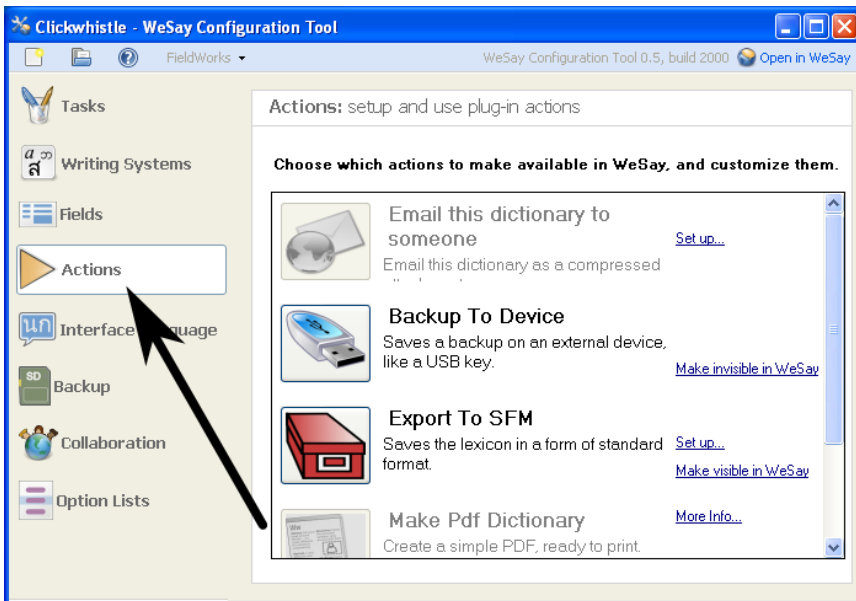 Clickwhistle - WeSay Configuration Tool
FieldWorks
WeSay Configuration Tool 0.5, build 2000
Open in WeSay
Tasks
Writing Systems
Fields
Actions
Interface
Backup
SD
Collaboration
Option Lists
Actions: setup and use plug-in actions
Choose which actions to make available in WeSay, and customize them.
Email this dictionary to
someone
Set up...
Email this dictionary as a compressed
Backup To Device
Saves a backup on an external device,
like a USB key.
Make invisible in WeSay
Export To SFM
Saves the lexicon in a form of standard
format.
Set up...
Make visible in WeSay
Make Pdf Dictionary
More Info...
Create a simple PDF, ready to print.